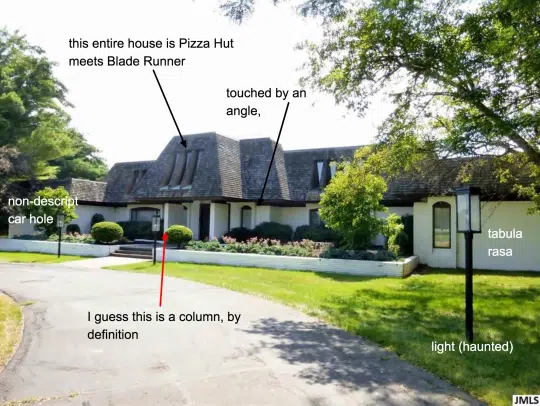 this entire house is Pizza Hut
meets Blade Runner
touched by an
angle,
non-descript
car hole
tabula
rasa
I guess this is a column, by
definition
light (haunted)
JMLS